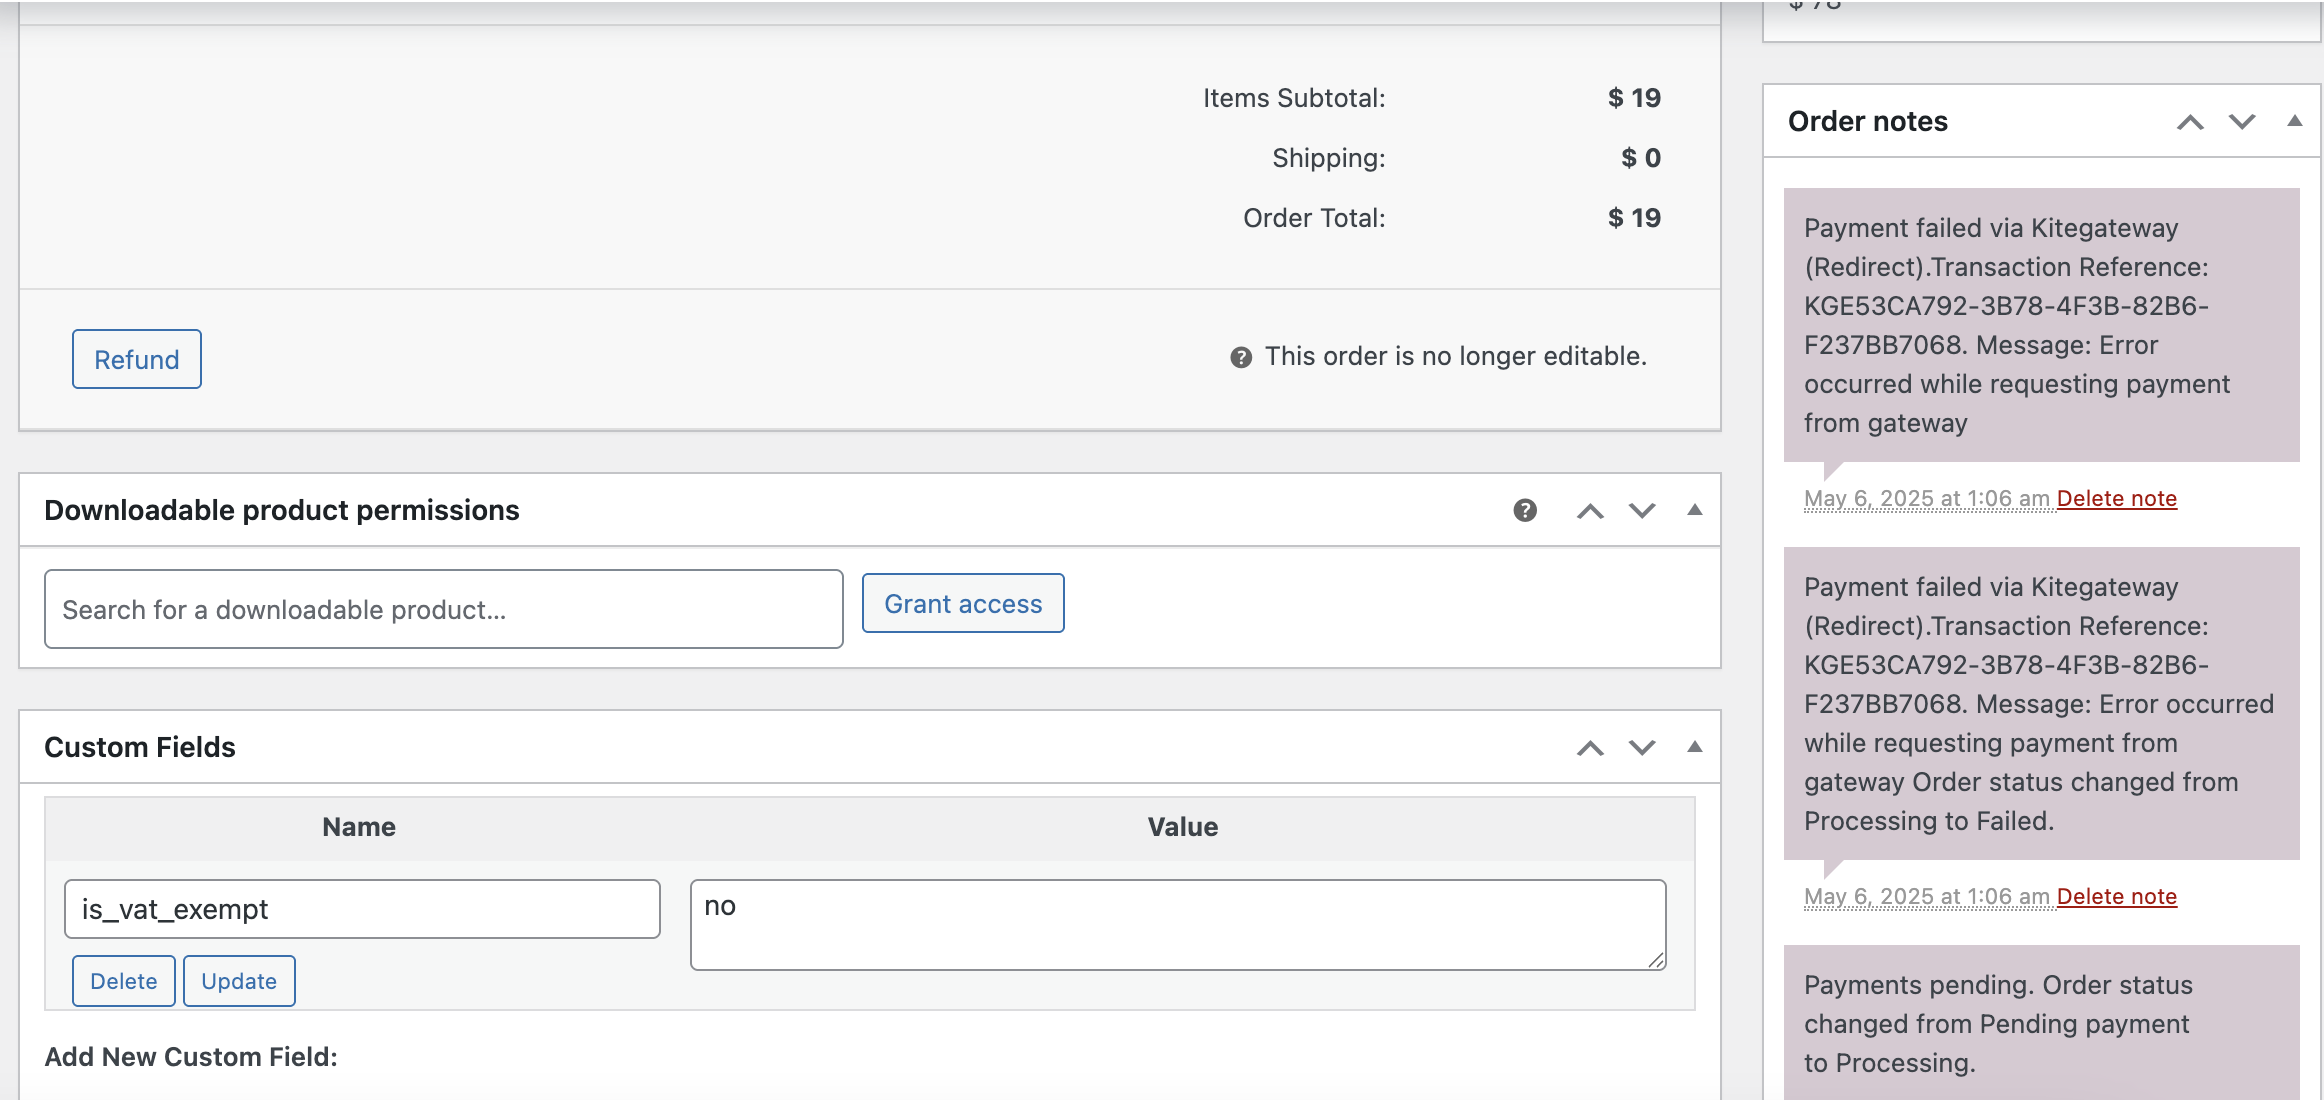 Items Subtotal: $ 19
Shipping: $ 0
Order Total: $ 19
Refund
This order is no longer editable.
Downloadable product permissions
Search for a downloadable product...
Grant access
Custom Fields
Name Value
is_vat_exempt no
Delete Update
Add New Custom Field:
Order notes
Payment failed via Kitegateway
(Redirect).Transaction Reference:
KGE53CA792-3B78-4F3B-82B6-
F237BB7068. Message: Error
occurred while requesting payment
from gateway
May 6, 2025 at 1:06 am Delete note
Payment failed via Kitegateway
(Redirect).Transaction Reference:
KGE53CA792-3B78-4F3B-82B6-
F237BB7068. Message: Error occurred
while requesting payment from
gateway Order status changed from
Processing to Failed.
May 6, 2025 at 1:06 am Delete note
Payments pending. Order status
changed from Pending payment
to Processing.